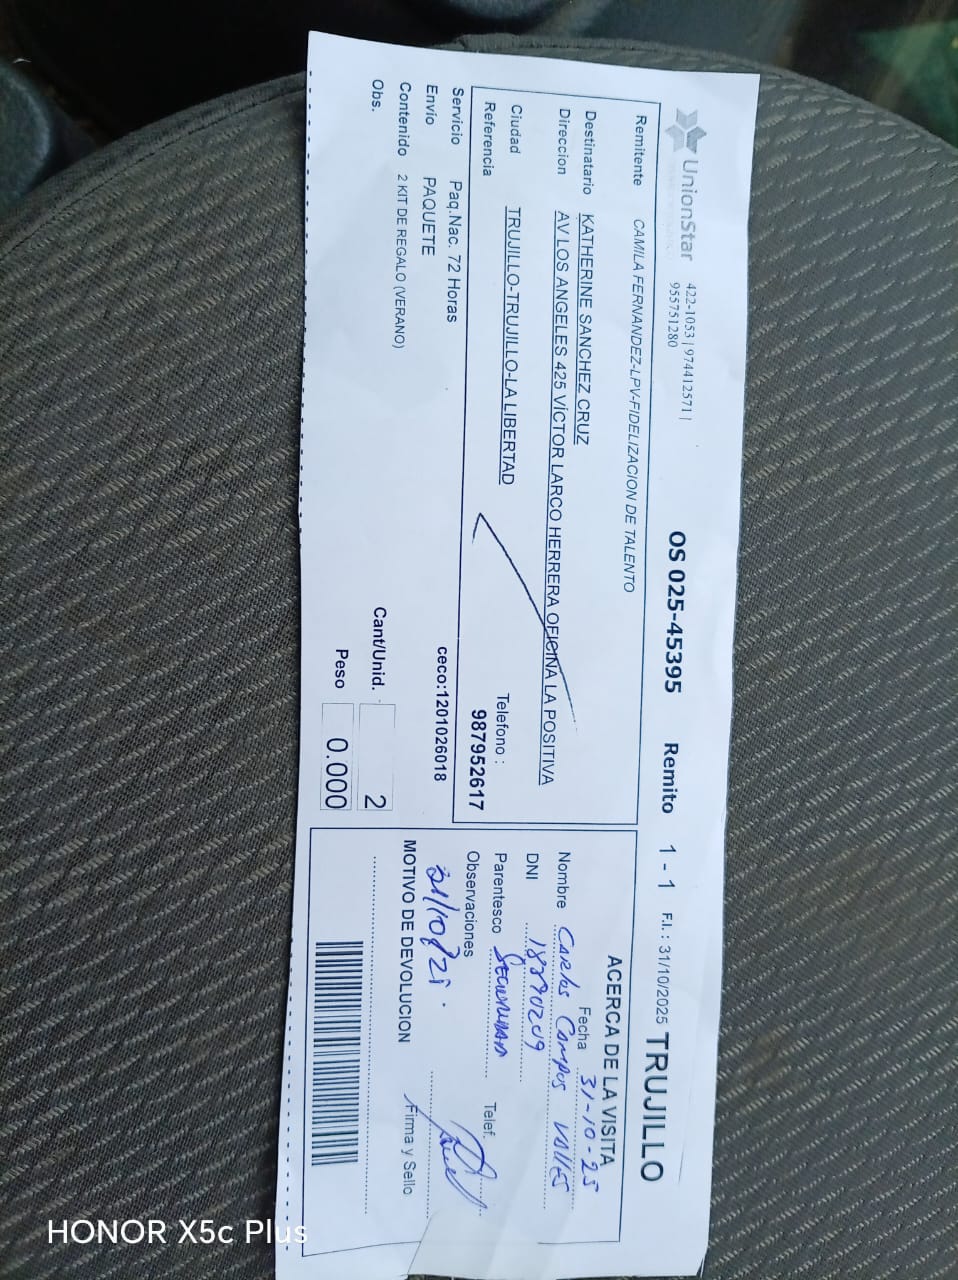 UnionStar
422-1053 | 974412571 |
955751280
OS 025-45395 Remito 1 - 1 F.I.: 31/10/2025 TRUJILLO
Remitente CAMILA FERNANDEZ-LPV-FIDELIZACION DE TALENTO
Destinatario KATHERINE SANCHEZ CRUZ
Direccion AV LOS ANGELES 425 VICTOR LARCO HERRERA OFICINA LA POSITIVA
Ciudad TRUJILLO-TRUJILLO-LA LIBERTAD
Referencia
Telefono :
987952617
Servicio Paq.Nac. 72 Horas
ceco:1201026018
Envio PAQUETE
Contenido 2 KIT DE REGALO (VERANO)
Obs.
Cant/Unid. 2
Peso 0.000
ACERCA DE LA VISITA
Fecha 31-10-25
Nombre Carlos Campos Valles
DNI
Parentesco Seguridad Telef.
Observaciones
MOTIVO DE DEVOLUCION Firma y Sello
HONOR X5c Plus